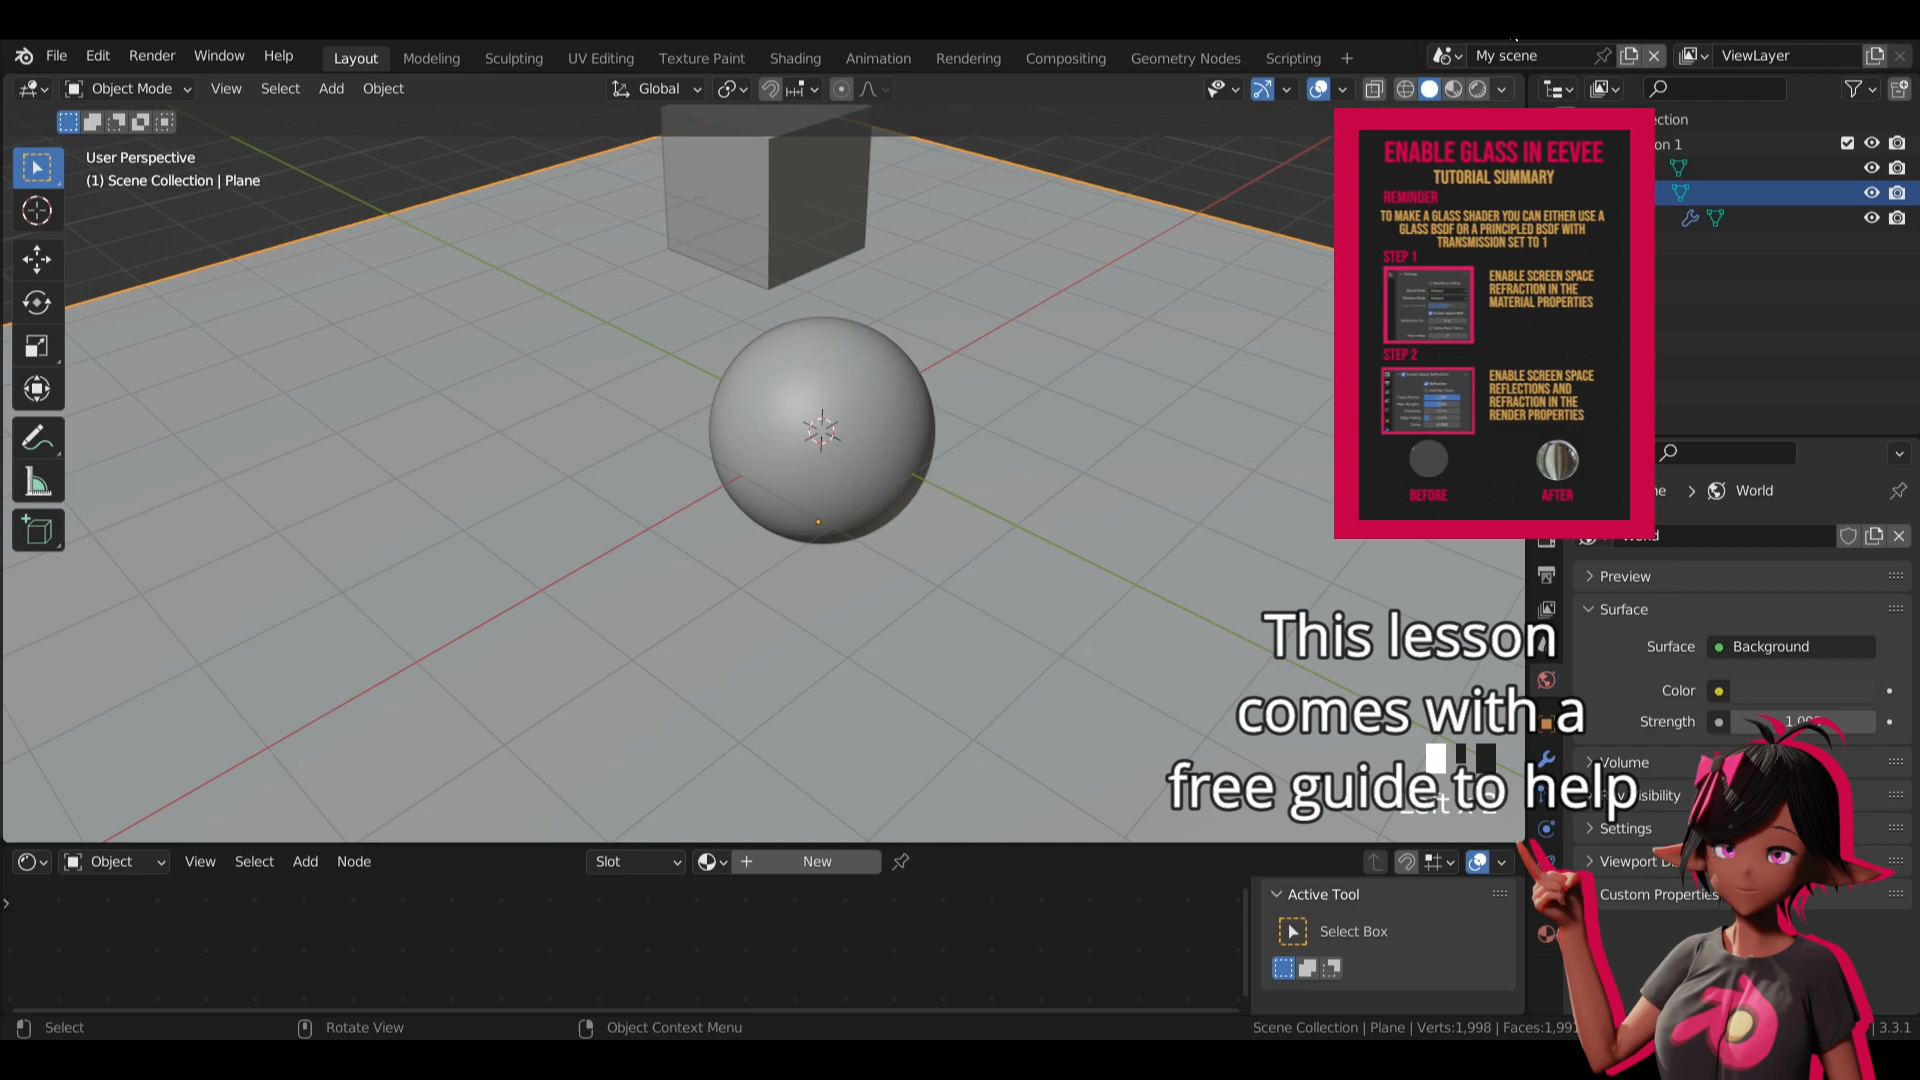 File Edit Render Window Help
Layout Modeling Sculpting UV Editing Texture Paint Shading Animation Rendering Compositing Geometry Nodes Scripting +
My scene
ViewLayer
Object Mode
View Select Add Object
Global
User Perspective
(1) Scene Collection | Plane
ection
on 1
ENABLE GLASS IN EEVEE
TUTORIAL SUMMARY
REMINDER
TO MAKE A GLASS SHADER YOU CAN EITHER USE A
GLASS BSDF OR A PRINCIPLED BSDF WITH
TRANSMISSION SET TO 1
STEP 1
ENABLE SCREEN SPACE
REFRACTION IN THE
MATERIAL PROPERTIES
STEP 2
ENABLE SCREEN SPACE
REFLECTIONS AND
REFRACTION IN THE
RENDER PROPERTIES
BEFORE
AFTER
World
Preview
Surface
Surface
Background
Color
Strength
Volume
Settings
Custom Properties
This lesson
comes with a
free guide to help
Object
View Select Add Node
Slot
New
Active Tool
Select Box
Select
Rotate View
Object Context Menu
Scene Collection | Plane | Verts:1,998 | Faces:1,99
3.3.1